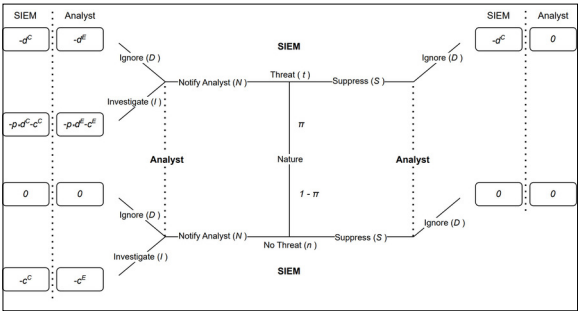 SIEM Analyst SIEM Analyst
-d^C -d^E SIEM -d^C 0
Ignore (D ) Ignore (D )
Threat ( t )
Notify Analyst (N ) Suppress (S )
Investigate (I )
-p·d^C-c^C -p·d^E-c^E π
Analyst Nature Analyst
0 0 1 - π 0 0
Ignore (D ) Ignore (D )
Notify Analyst (N ) Suppress (S )
No Threat (n )
Investigate (I )
-c^C -c^E SIEM